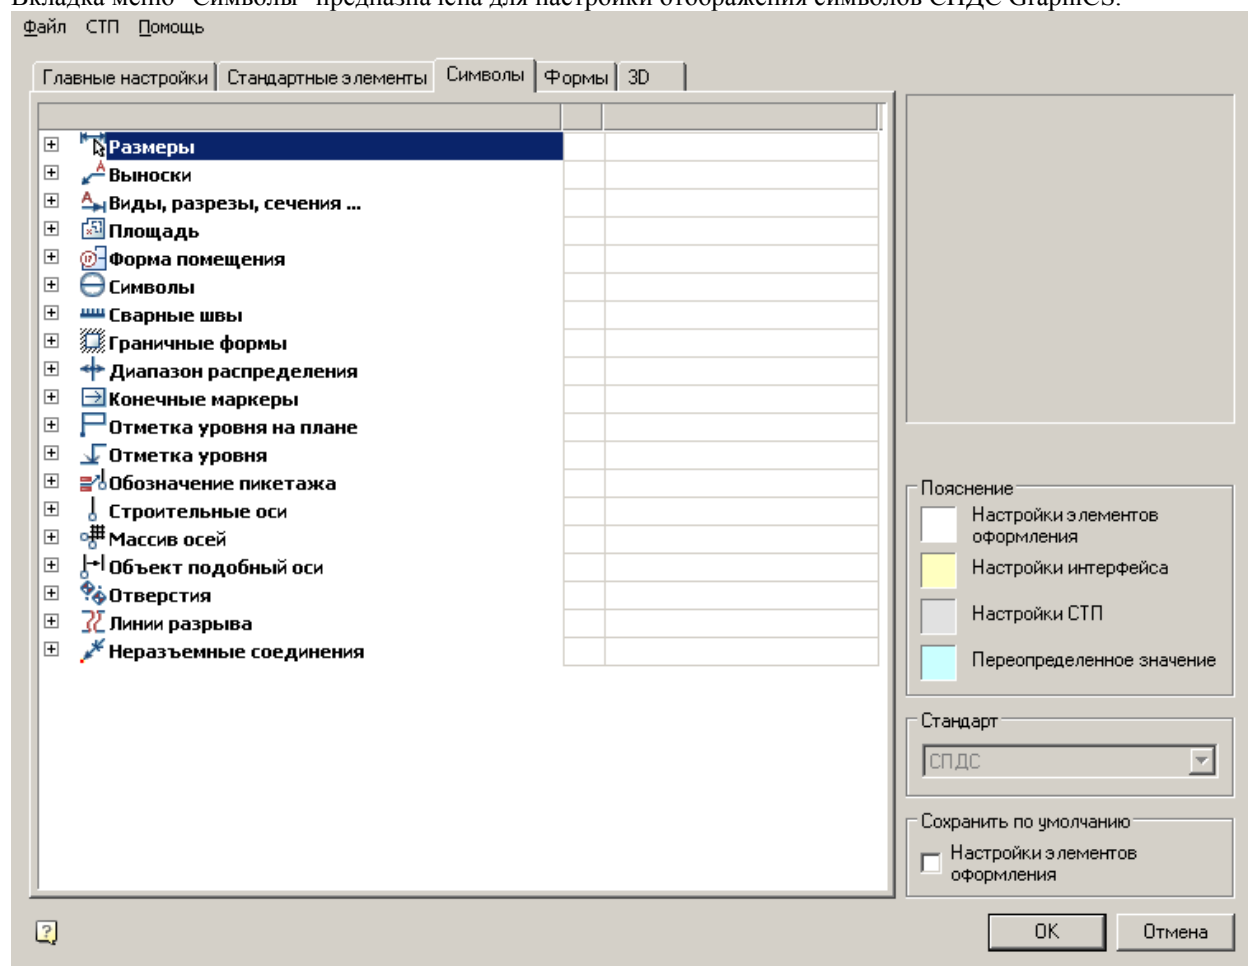 Вкладка меню "Символы" предназначена для настройки отображения символов СПДС GraphiCS.
Файл СТП Помощь
Главные настройки Стандартные элементы Символы Формы 3D
Размеры
Выноски
Виды, разрезы, сечения ...
Площадь
Форма помещения
Символы
Сварные швы
Граничные формы
Диапазон распределения
Конечные маркеры
Отметка уровня на плане
Отметка уровня
Обозначение пикетажа
Строительные оси
Массив осей
Объект подобный оси
Отверстия
Линии разрыва
Неразъемные соединения
Пояснение
Настройки элементов
оформления
Настройки интерфейса
Настройки СТП
Переопределенное значение
Стандарт
СПДС
Сохранить по умолчанию
Настройки элементов
оформления
OK Отмена